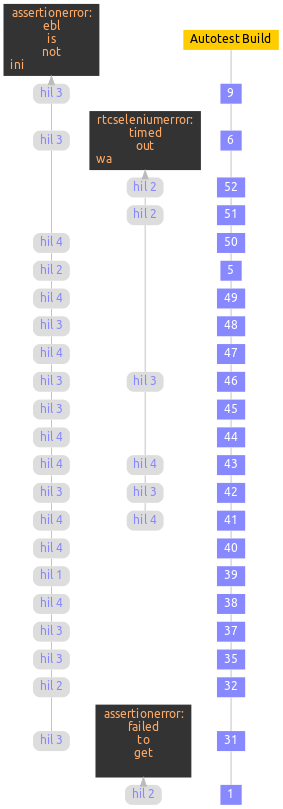 assertionerror:
ebl
is
not
ini
Autotest Build
hil 3
9
rtcseleniumerror:
timed
out
wa
hil 3
6
hil 2
52
hil 2
51
hil 4
50
hil 2
5
hil 4
49
hil 3
48
hil 4
47
hil 3
hil 3
46
hil 3
45
hil 4
44
hil 4
hil 4
43
hil 3
hil 3
42
hil 4
hil 4
41
hil 4
40
hil 1
39
hil 4
38
hil 3
37
hil 3
35
hil 2
32
assertionerror:
failed
to
get
hil 3
31
hil 2
1